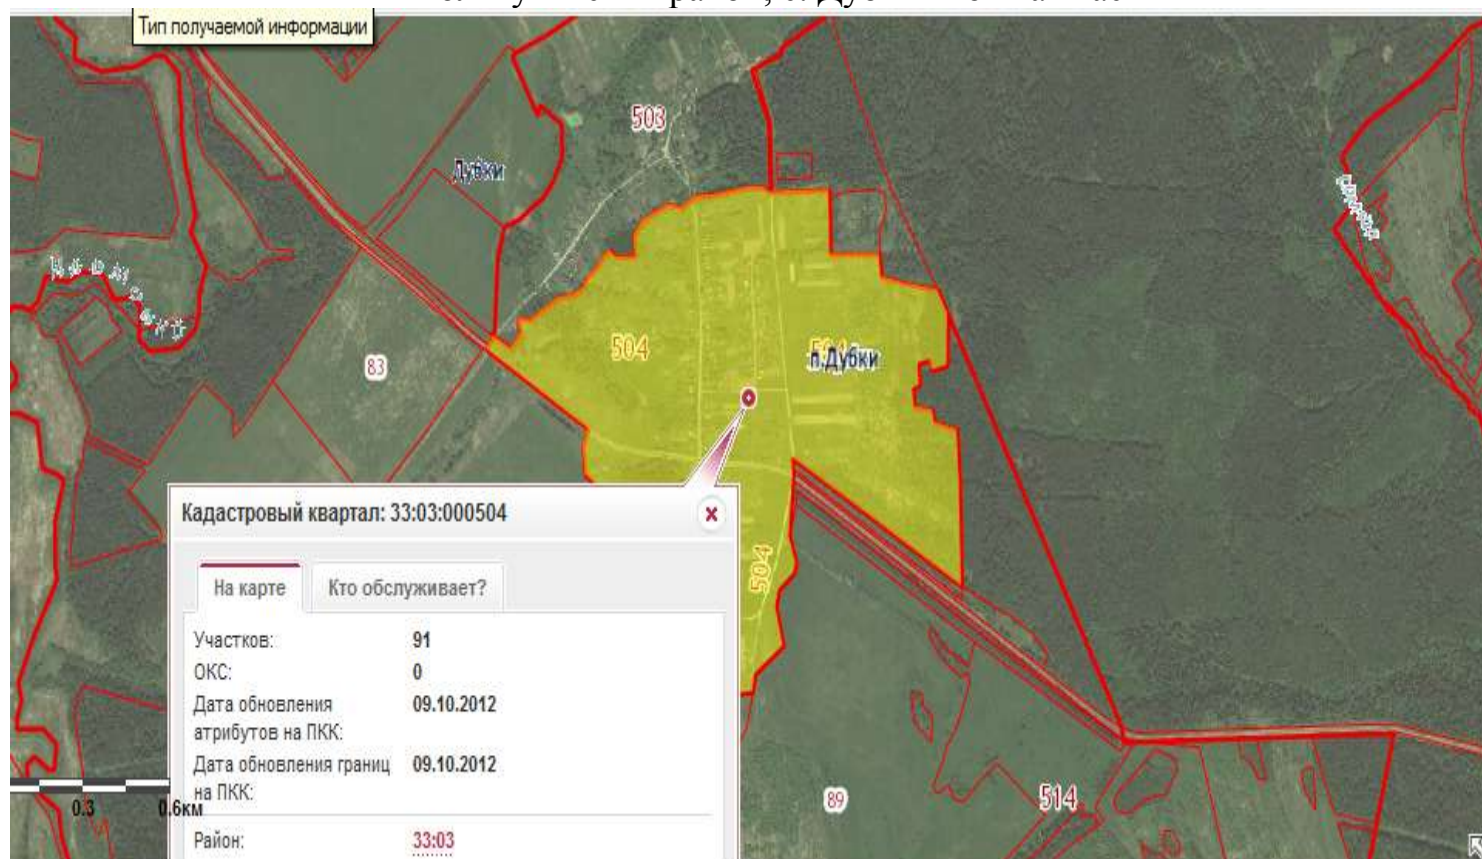 Тип получаемой информации
503
Дубки
504
504
п.Дубки
83
Кадастровый квартал: 33:03:000504
На карте
Кто обслуживает?
504
Участков: 91
ОКС: 0
Дата обновления 09.10.2012
атрибутов на ПКК:
Дата обновления границ 09.10.2012
на ПКК:
0.3 0.6км
89
514
Район: 33:03